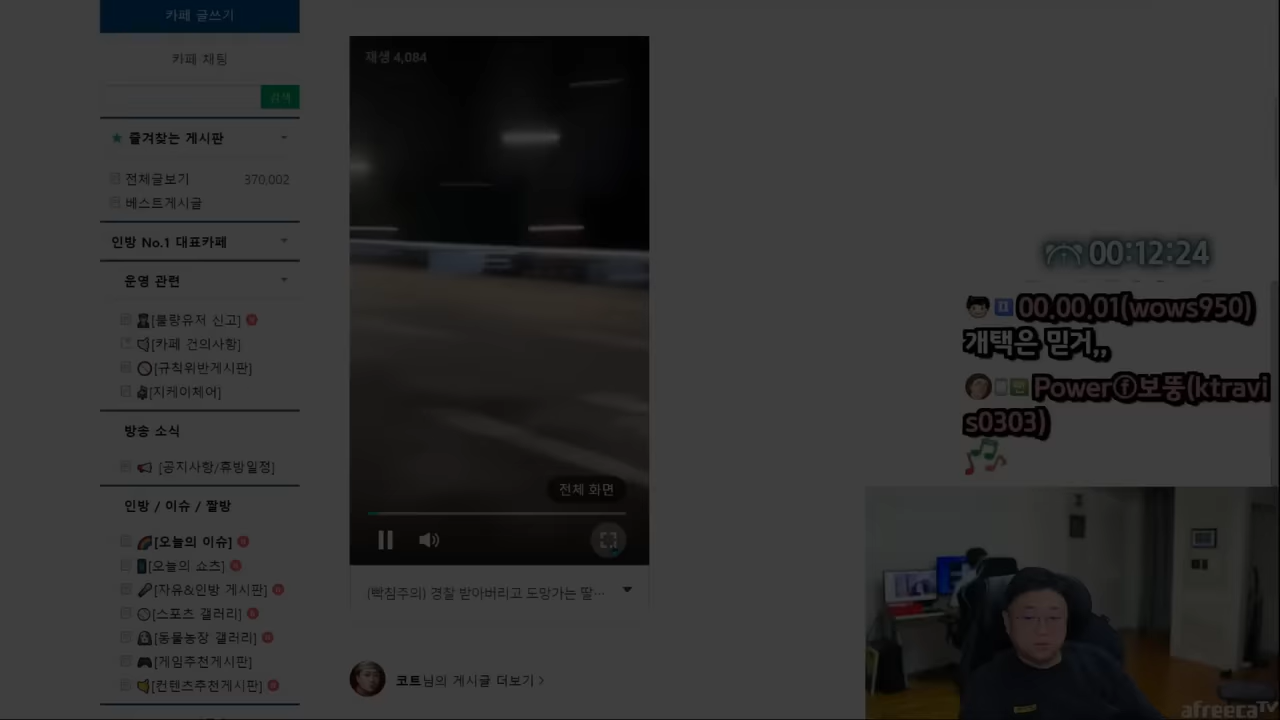 카페 글쓰기
카페 채팅
검색
즐겨찾는 게시판
전체글보기 370,002
베스트게시글
인방 No.1 대표카페
운영 관련
[불량유저 신고]
[카페 건의사항]
[규칙위반게시판]
[지케이체어]
방송 소식
[공지사항/휴방일정]
인방 / 이슈 / 짤방
[오늘의 이슈]
[오늘의 쇼츠]
[자유&인방 게시판]
[스포츠 갤러리]
[동물농장 갤러리]
[게임추천게시판]
[컨텐츠추천게시판]
재생 4,084
전체 화면
(빡침주의) 경찰 받아버리고 도망가는 딸…
코트님의 게시글 더보기
00:12:24
00.00.01(wows950)
개택은 믿거,,
Powerⓕ보뚱(ktravi
s0303)
afreecaTV